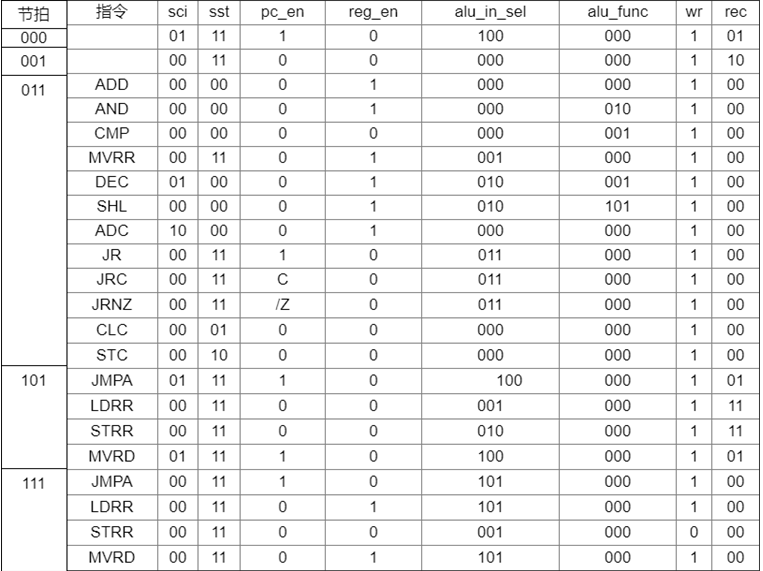 节拍 指令 sci sst pc_en reg_en alu_in_sel alu_func wr rec
000 01 11 1 0 100 000 1 01
001 00 11 0 0 000 000 1 10
011 ADD 00 00 0 1 000 000 1 00
AND 00 00 0 1 000 010 1 00
CMP 00 00 0 0 000 001 1 00
MVRR 00 11 0 1 001 000 1 00
DEC 01 00 0 1 010 001 1 00
SHL 00 00 0 1 010 101 1 00
ADC 10 00 0 1 000 000 1 00
JR 00 11 1 0 011 000 1 00
JRC 00 11 C 0 011 000 1 00
JRNZ 00 11 /Z 0 011 000 1 00
CLC 00 01 0 0 000 000 1 00
STC 00 10 0 0 000 000 1 00
101 JMPA 01 11 1 0 100 000 1 01
LDRR 00 11 0 0 001 000 1 11
STRR 00 11 0 0 010 000 1 11
MVRD 01 11 1 0 100 000 1 01
111 JMPA 00 11 1 0 101 000 1 00
LDRR 00 11 0 1 101 000 1 00
STRR 00 11 0 0 001 000 0 00
MVRD 00 11 0 1 101 000 1 00